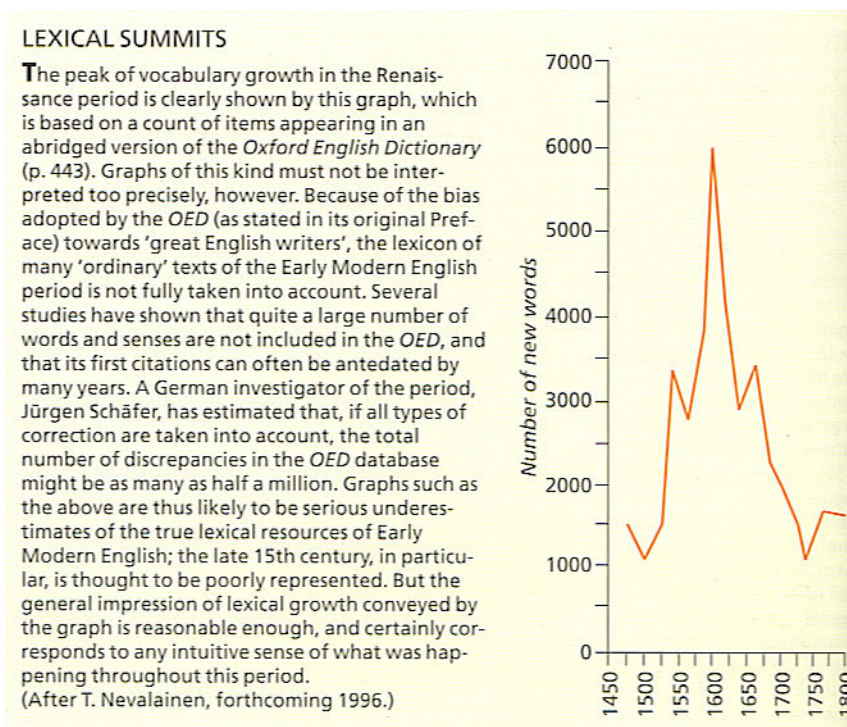 LEXICAL SUMMITS
The peak of vocabulary growth in the Renais-
sance period is clearly shown by this graph, which
is based on a count of items appearing in an
abridged version of the Oxford English Dictionary
(p. 443). Graphs of this kind must not be inter-
preted too precisely, however. Because of the bias
adopted by the OED (as stated in its original Pref-
ace) towards 'great English writers', the lexicon of
many 'ordinary' texts of the Early Modern English
period is not fully taken into account. Several
studies have shown that quite a large number of
words and senses are not included in the OED, and
that its first citations can often be antedated by
many years. A German investigator of the period,
Jürgen Schäfer, has estimated that, if all types of
correction are taken into account, the total
number of discrepancies in the OED database
might be as many as half a million. Graphs such as
the above are thus likely to be serious underes-
timates of the true lexical resources of Early
Modern English; the late 15th century, in particu-
lar, is thought to be poorly represented. But the
general impression of lexical growth conveyed by
the graph is reasonable enough, and certainly cor-
responds to any intuitive sense of what was hap-
pening throughout this period.
(After T. Nevalainen, forthcoming 1996.)
Number of new words
7000
6000
5000
4000
3000
2000
1000
0
1450
1500
1550
1600
1650
1700
1750
1800